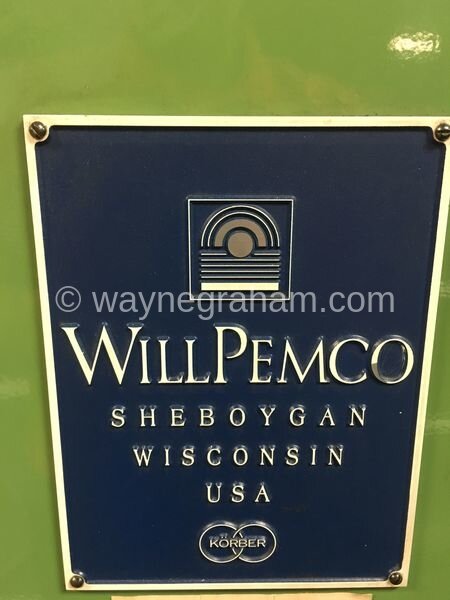 © waynegraham.com
WILLPEMCO
SHEBOYGAN
WISCONSIN
USA
KÖRBER